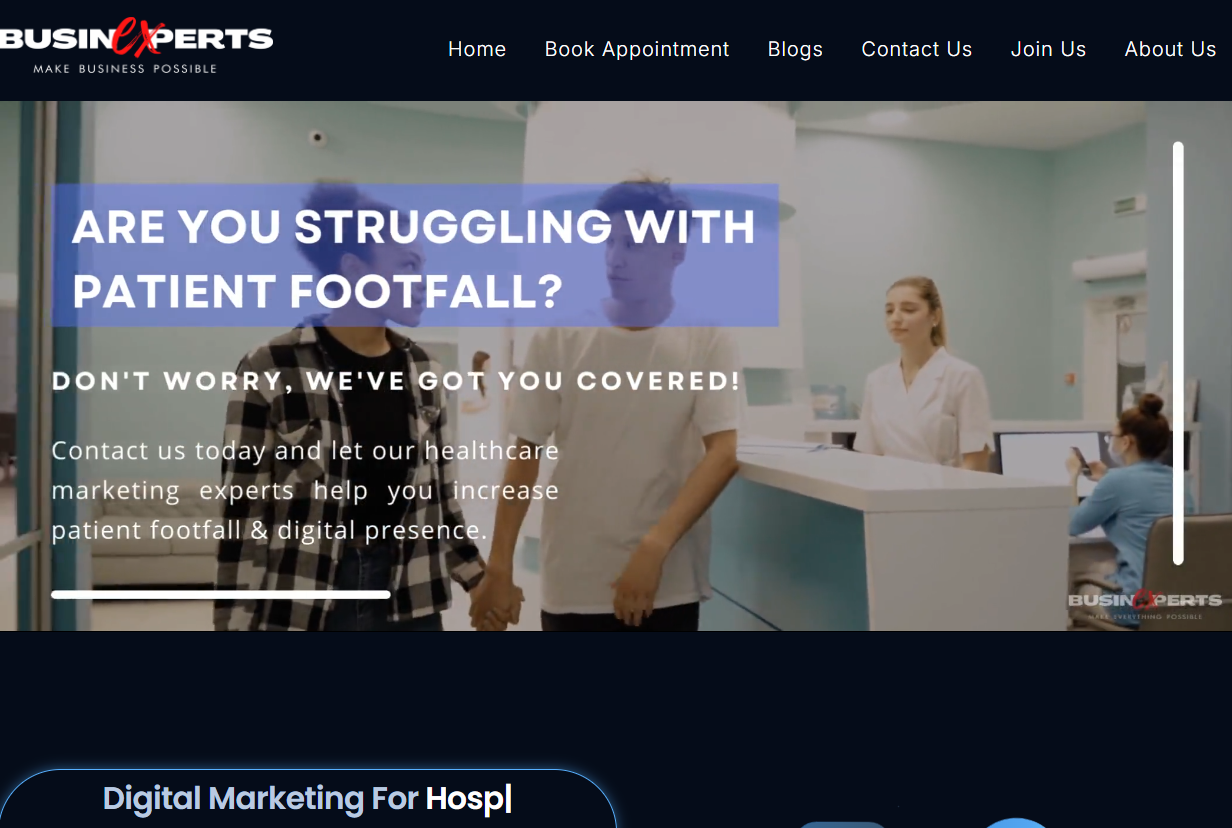 BUSINEXPERTS
MAKE BUSINESS POSSIBLE
Home Book Appointment Blogs Contact Us Join Us About Us
ARE YOU STRUGGLING WITH
PATIENT FOOTFALL?
DON'T WORRY, WE'VE GOT YOU COVERED!
Contact us today and let our healthcare
marketing experts help you increase
patient footfall & digital presence.
BUSINEXPERTS
MAKE EVERYTHING POSSIBLE
Digital Marketing For Hosp|